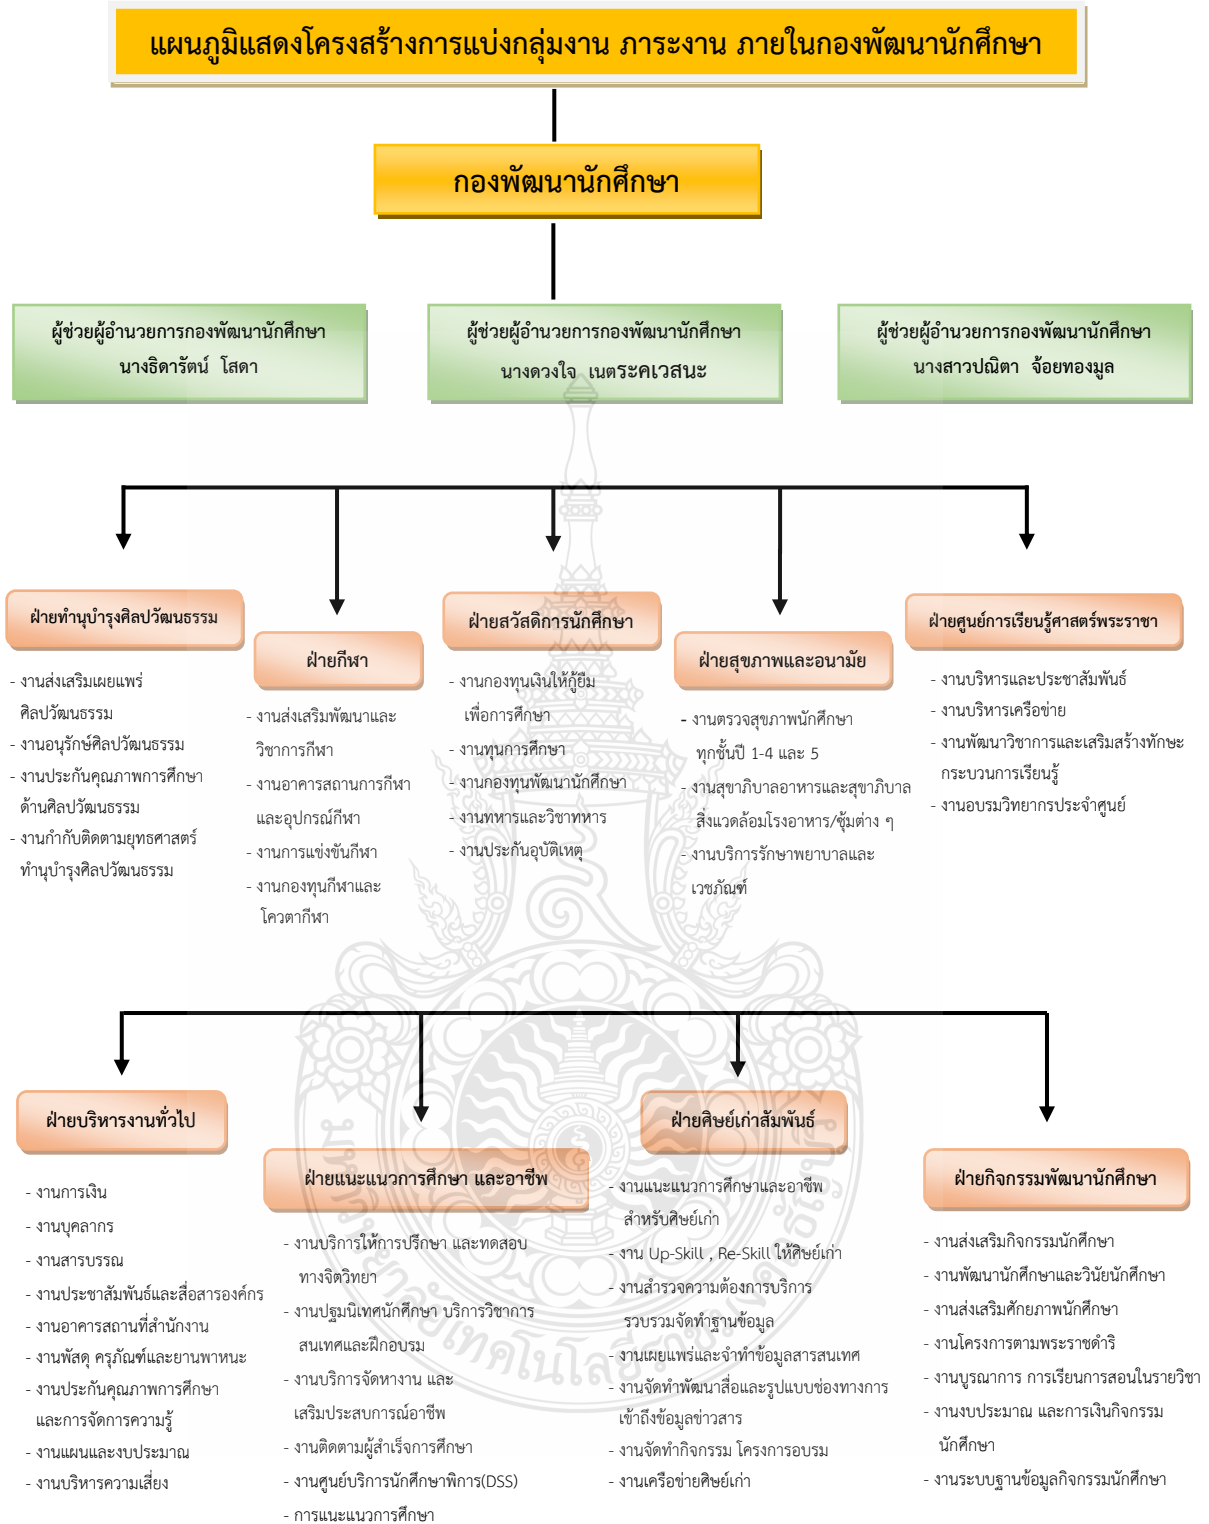 แผนภูมิแสดงโครงสร้างการแบ่งกลุ่มงาน ภาระงาน ภายในกองพัฒนานักศึกษา
กองพัฒนานักศึกษา
ผู้ช่วยผู้อำนวยการกองพัฒนานักศึกษา
นางธิดารัตน์ โสดา
ผู้ช่วยผู้อำนวยการกองพัฒนานักศึกษา
นางดวงใจ เนตระคเวสนะ
ผู้ช่วยผู้อำนวยการกองพัฒนานักศึกษา
นางสาวปณิตา จ้อยทองมูล
ฝ่ายทำนุบำรุงศิลปวัฒนธรรม
- งานส่งเสริมเผยแพร่
ศิลปวัฒนธรรม
- งานอนุรักษ์ศิลปวัฒนธรรม
- งานประกันคุณภาพการศึกษา
ด้านศิลปวัฒนธรรม
- งานกำกับติดตามยุทธศาสตร์
ทำนุบำรุงศิลปวัฒนธรรม
ฝ่ายกีฬา
- งานส่งเสริมพัฒนาและ
วิชาการกีฬา
- งานอาคารสถานการกีฬา
และอุปกรณ์กีฬา
- งานการแข่งขันกีฬา
- งานกองทุนกีฬาและ
โควตากีฬา
ฝ่ายสวัสดิการนักศึกษา
- งานกองทุนเงินให้กู้ยืม
เพื่อการศึกษา
- งานทุนการศึกษา
- งานกองทุนพัฒนานักศึกษา
- งานทหารและวิชาทหาร
- งานประกันอุบัติเหตุ
ฝ่ายสุขภาพและอนามัย
- งานตรวจสุขภาพนักศึกษา
ทุกชั้นปี 1-4 และ 5
- งานสุขาภิบาลอาหารและสุขาภิบาล
สิ่งแวดล้อมโรงอาหาร/ซุ้มต่าง ๆ
- งานบริการรักษาพยาบาลและ
เวชภัณฑ์
ฝ่ายศูนย์การเรียนรู้ศาสตร์พระราชา
- งานบริหารและประชาสัมพันธ์
- งานบริหารเครือข่าย
- งานพัฒนาวิชาการและเสริมสร้างทักษะ
กระบวนการเรียนรู้
- งานอบรมวิทยากรประจำศูนย์
ฝ่ายบริหารงานทั่วไป
- งานการเงิน
- งานบุคลากร
- งานสารบรรณ
- งานประชาสัมพันธ์และสื่อสารองค์กร
- งานอาคารสถานที่สำนักงาน
- งานพัสดุ ครุภัณฑ์และยานพาหนะ
- งานประกันคุณภาพการศึกษา
และการจัดการความรู้
- งานแผนและงบประมาณ
- งานบริหารความเสี่ยง
ฝ่ายแนะแนวการศึกษา และอาชีพ
- งานบริการให้การปรึกษา และทดสอบ
ทางจิตวิทยา
- งานปฐมนิเทศนักศึกษา บริการวิชาการ
สนเทศและฝึกอบรม
- งานบริการจัดหางาน และ
เสริมประสบการณ์อาชีพ
- งานติดตามผู้สำเร็จการศึกษา
- งานศูนย์บริการนักศึกษาพิการ(DSS)
- การแนะแนวการศึกษา
ฝ่ายศิษย์เก่าสัมพันธ์
- งานแนะแนวการศึกษาและอาชีพ
สำหรับศิษย์เก่า
- งาน Up-Skill , Re-Skill ให้ศิษย์เก่า
- งานสำรวจความต้องการบริการ
รวบรวมจัดทำฐานข้อมูล
- งานเผยแพร่และจำทำข้อมูลสารสนเทศ
- งานจัดทำพัฒนาสื่อและรูปแบบช่องทางการ
เข้าถึงข้อมูลข่าวสาร
- งานจัดทำกิจกรรม โครงการอบรม
- งานเครือข่ายศิษย์เก่า
ฝ่ายกิจกรรมพัฒนานักศึกษา
- งานส่งเสริมกิจกรรมนักศึกษา
- งานพัฒนานักศึกษาและวินัยนักศึกษา
- งานส่งเสริมศักยภาพนักศึกษา
- งานโครงการตามพระราชดำริ
- งานบูรณาการ การเรียนการสอนในรายวิชา
- งานงบประมาณ และการเงินกิจกรรม
นักศึกษา
- งานระบบฐานข้อมูลกิจกรรมนักศึกษา